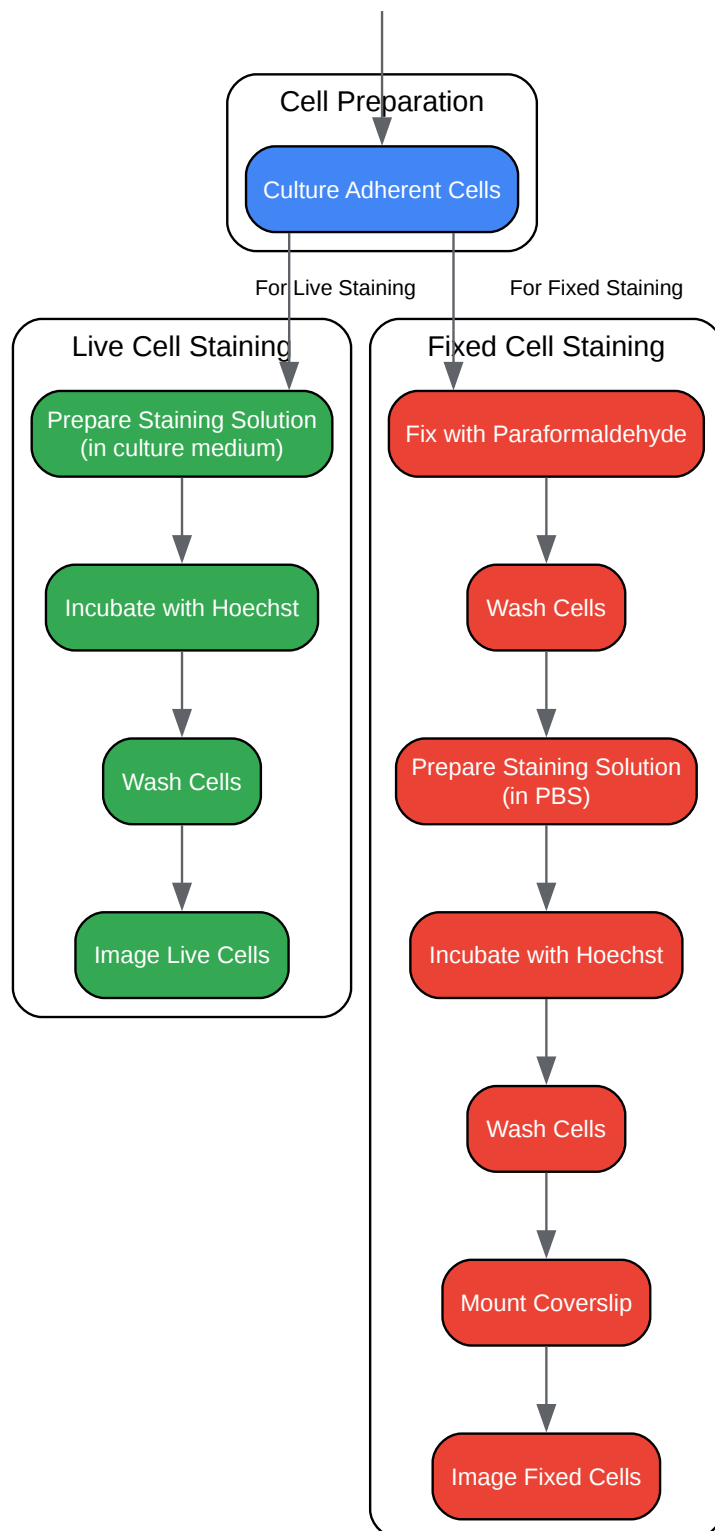 Cell Preparation
Culture Adherent Cells
For Live Staining
For Fixed Staining
Live Cell Staining
Prepare Staining Solution
(in culture medium)
Incubate with Hoechst
Wash Cells
Image Live Cells
Fixed Cell Staining
Fix with Paraformaldehyde
Wash Cells
Prepare Staining Solution
(in PBS)
Incubate with Hoechst
Wash Cells
Mount Coverslip
Image Fixed Cells